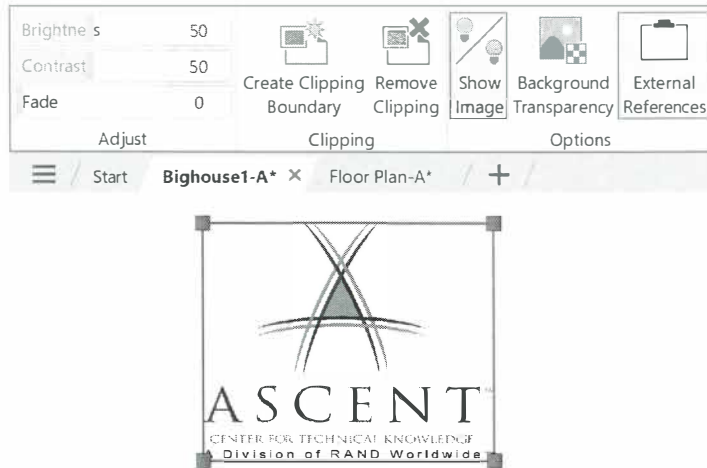 Brightness 50
Contrast 50
Fade 0
Create Clipping Boundary
Remove Clipping
Show Image
Background Transparency
External References
Adjust
Clipping
Options
Start
Bighouse1-A* ×
Floor Plan-A*
+
ASCENT
CENTER FOR TECHNICAL KNOWLEDGE
A Division of RAND Worldwide